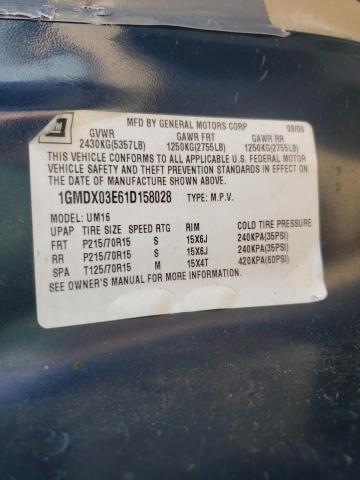 MFD BY GENERAL MOTORS CORP 09/00
GVWR GAWR FRT GAWR RR
2430KG(5357LB) 1250KG(2755LB) 1250KG(2755LB)
THIS VEHICLE CONFORMS TO ALL APPLICABLE U.S. FEDERAL MOTOR
VEHICLE SAFETY AND THEFT PREVENTION STANDARDS IN EFFECT ON
THE DATE OF MANUFACTURE SHOWN ABOVE.
1GMDX03E61D158028 TYPE: M.P.V.
MODEL: UM16
UPAP TIRE SIZE SPEED RTG RIM COLD TIRE PRESSURE
FRT P215/70R15 S 15X6J 240KPA(35PSI)
RR P215/70R15 S 15X6J 240KPA(35PSI)
SPA T125/70R15 M 15X4T 420KPA(60PSI)
SEE OWNER'S MANUAL FOR MORE INFORMATION.